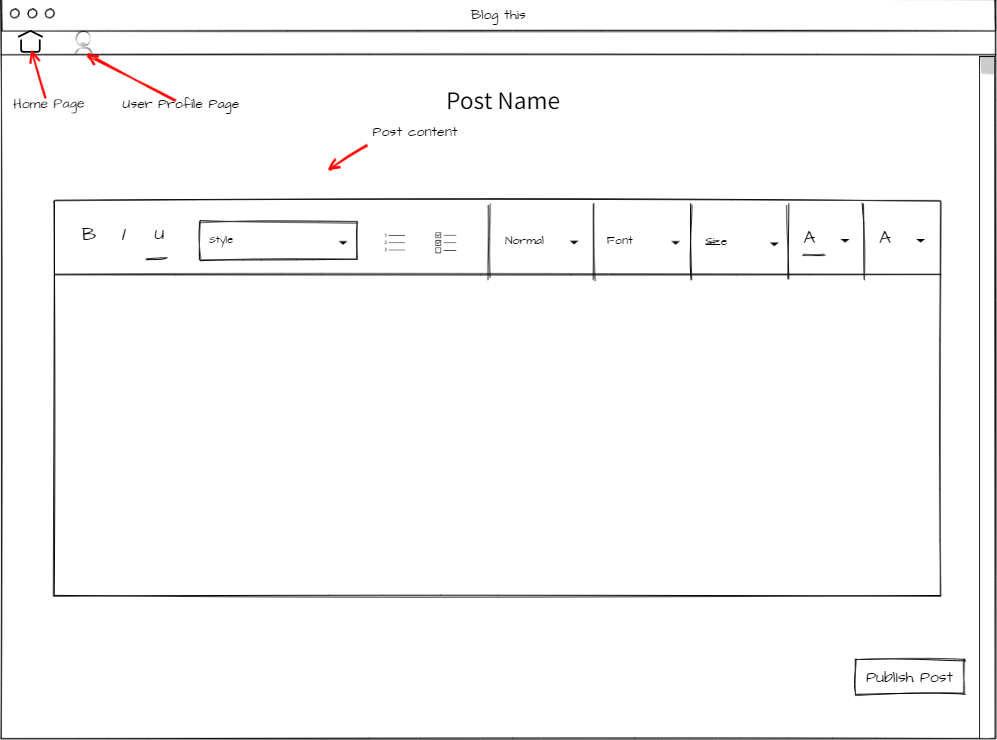 Blog this
Home Page
User Profile Page
Post Name
Post content
B I U
Style
Normal
Font
Size
A
A
Publish Post